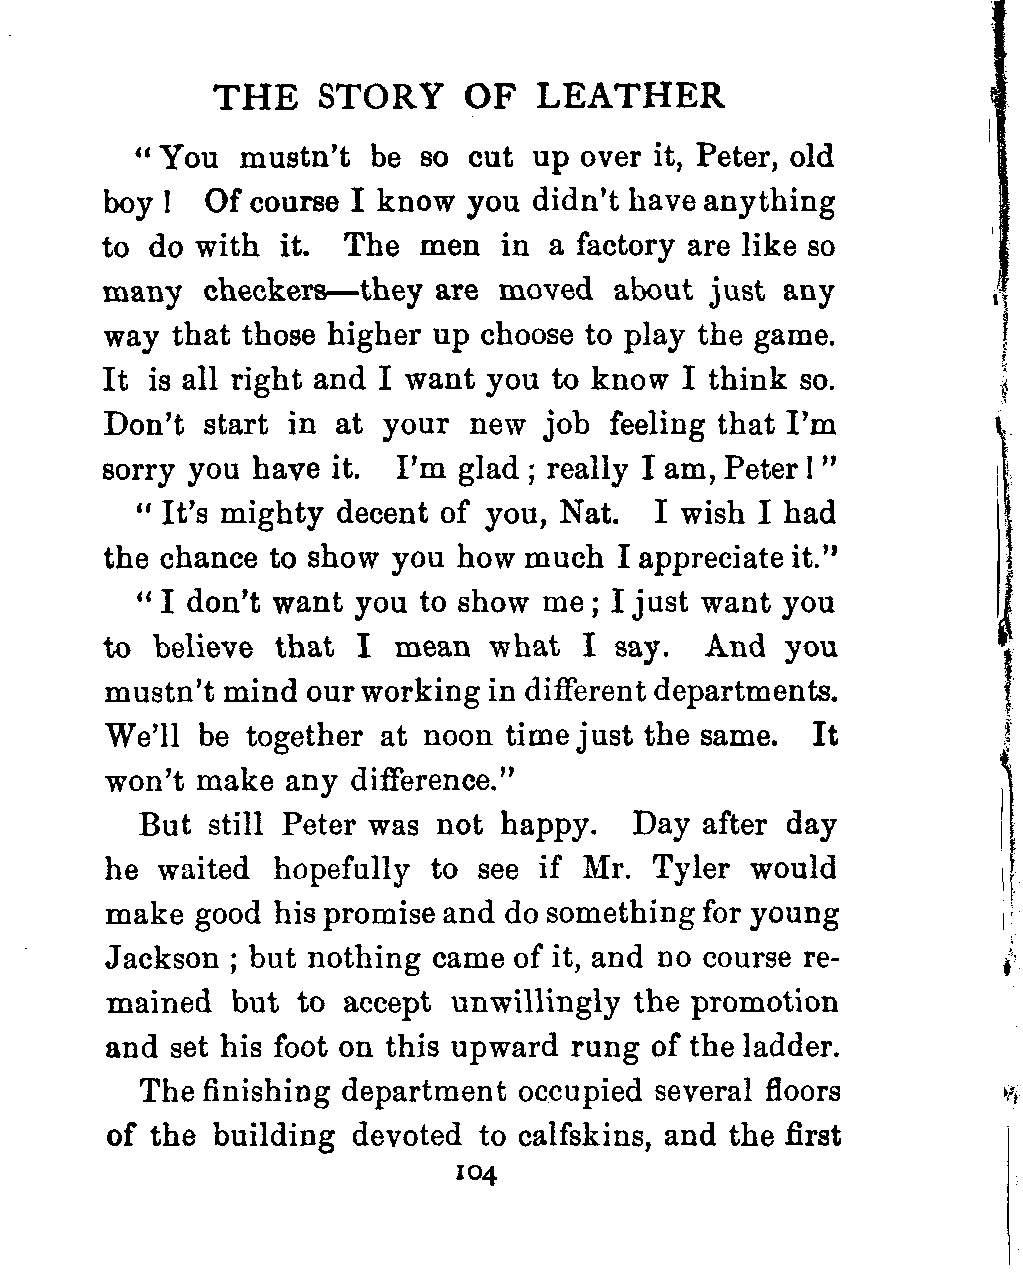 THE STORY OF LEATHER
“You mustn’t be so cut up over it, Peter, old
boy! Of course I know you didn’t have anything
to do with it. The men in a factory are like so
many checkers—they are moved about just any
way that those higher up choose to play the game.
It is all right and I want you to know I think so.
Don’t start in at your new job feeling that I’m
sorry you have it. I’m glad; really I am, Peter!”
“It’s mighty decent of you, Nat. I wish I had
the chance to show you how much I appreciate it.”
“I don’t want you to show me; I just want you
to believe that I mean what I say. And you
mustn’t mind our working in different departments.
We’ll be together at noon time just the same. It
won’t make any difference.”
But still Peter was not happy. Day after day
he waited hopefully to see if Mr. Tyler would
make good his promise and do something for young
Jackson; but nothing came of it, and no course re-
mained but to accept unwillingly the promotion
and set his foot on this upward rung of the ladder.
The finishing department occupied several floors
of the building devoted to calfskins, and the first
104